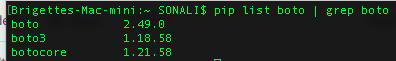 [Brigettes-Mac-mini:~ SONALI$ pip list boto | grep boto
boto 2.49.0
boto3 1.18.58
botocore 1.21.58